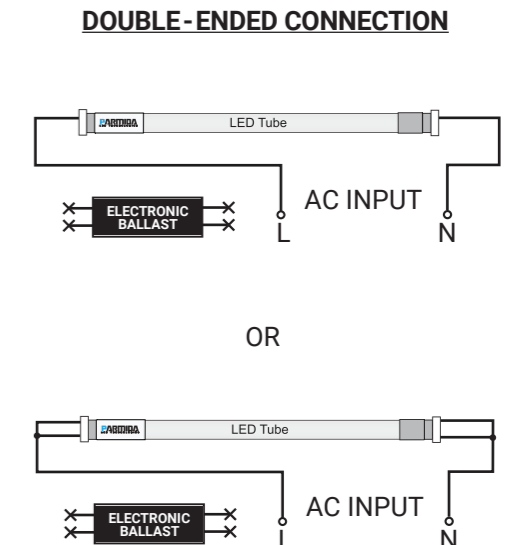 DOUBLE-ENDED CONNECTION
LED Tube
AC INPUT
ELECTRONIC
BALLAST
L
N
OR
LED Tube
AC INPUT
ELECTRONIC
BALLAST
L
N